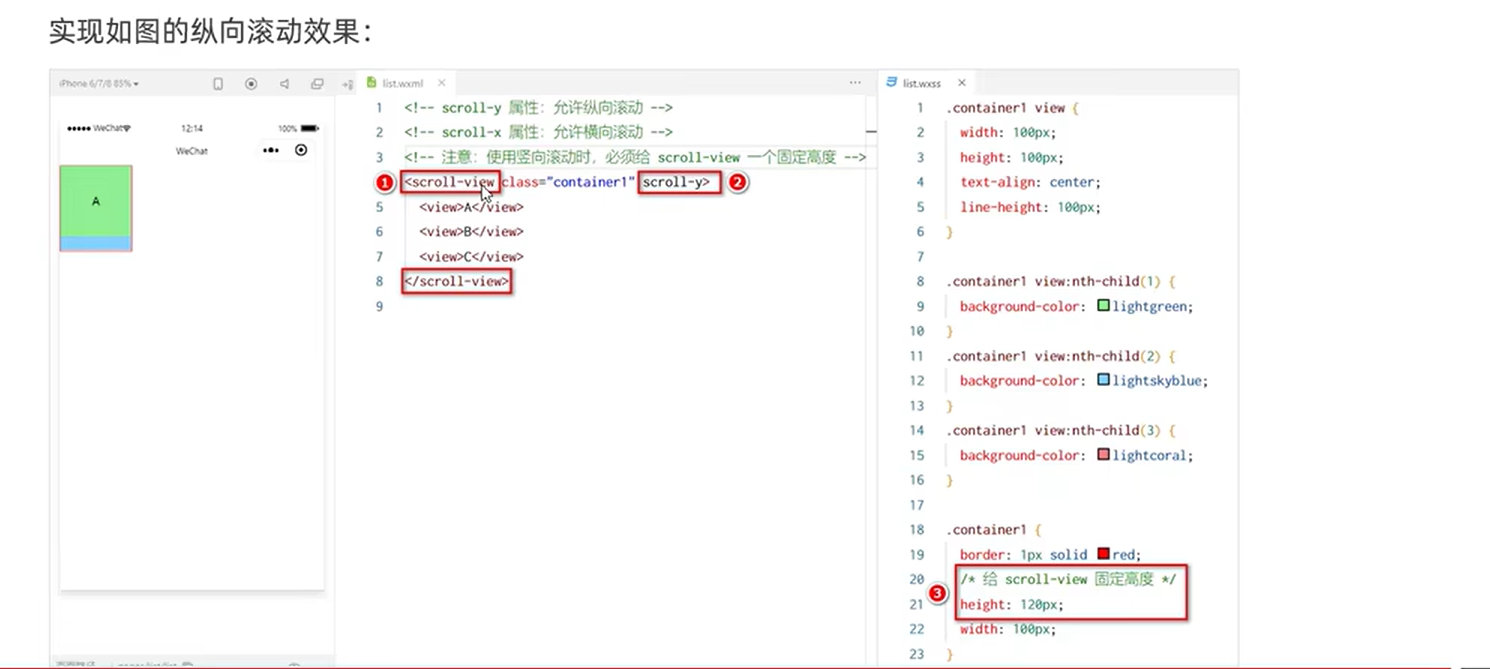 实现如图的纵向滚动效果：
iPhone 6/7/8 85%
list.wxml
list.wxss
WeChat 12:14 100%
WeChat
A
1 <!-- scroll-y 属性：允许纵向滚动 -->
2 <!-- scroll-x 属性：允许横向滚动 -->
3 <!-- 注意：使用竖向滚动时，必须给 scroll-view 一个固定高度 -->
1 4 <scroll-view class="container1" scroll-y> 2
5 <view>A</view>
6 <view>B</view>
7 <view>C</view>
8 </scroll-view>
9
1 .container1 view {
2 width: 100px;
3 height: 100px;
4 text-align: center;
5 line-height: 100px;
6 }
7
8 .container1 view:nth-child(1) {
9 background-color: lightgreen;
10 }
11 .container1 view:nth-child(2) {
12 background-color: lightskyblue;
13 }
14 .container1 view:nth-child(3) {
15 background-color: lightcoral;
16 }
17
18 .container1 {
19 border: 1px solid red;
20 /* 给 scroll-view 固定高度 */
3
21 height: 120px;
22 width: 100px;
23 }